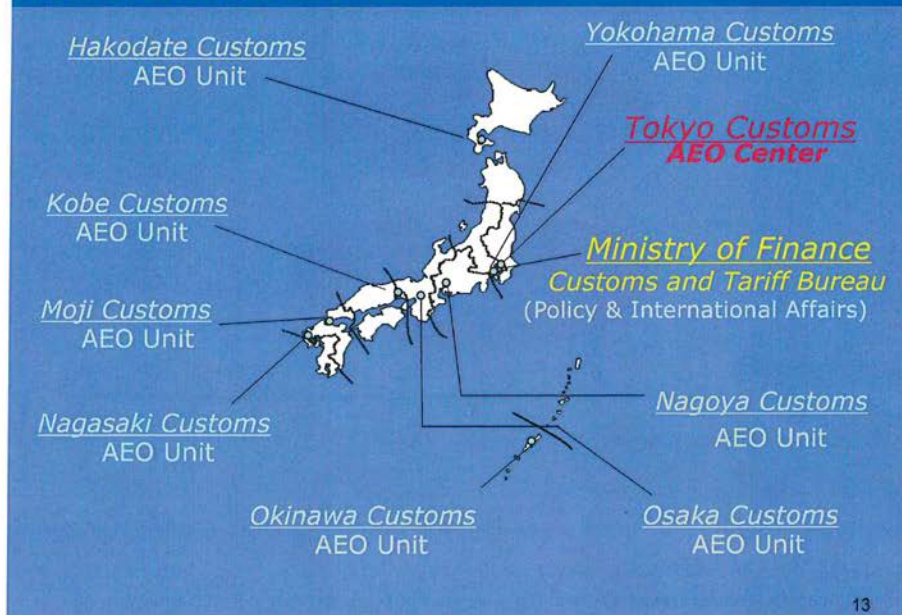 Hakodate Customs
AEO Unit
Yokohama Customs
AEO Unit
Tokyo Customs
AEO Center
Kobe Customs
AEO Unit
Ministry of Finance
Customs and Tariff Bureau
(Policy & International Affairs)
Moji Customs
AEO Unit
Nagasaki Customs
AEO Unit
Nagoya Customs
AEO Unit
Okinawa Customs
AEO Unit
Osaka Customs
AEO Unit
13